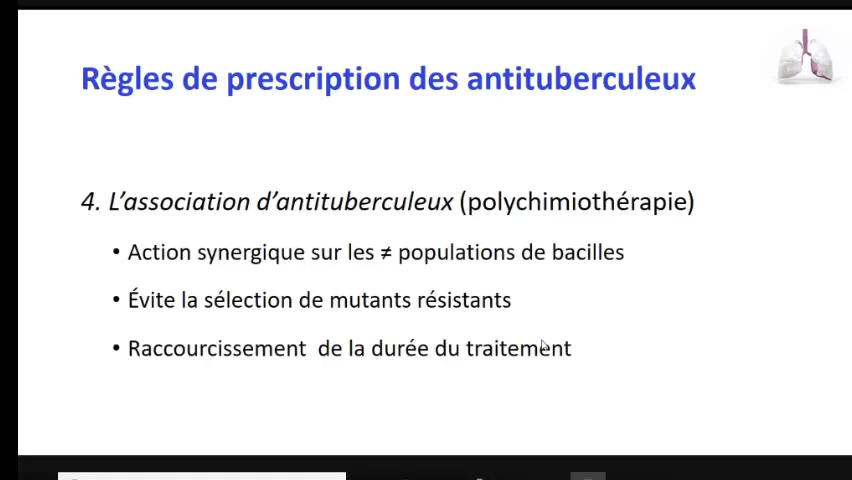 Règles de prescription des antituberculeux
4. L’association d’antituberculeux (polychimiothérapie)
• Action synergique sur les ≠ populations de bacilles
• Évite la sélection de mutants résistants
• Raccourcissement de la durée du traitement